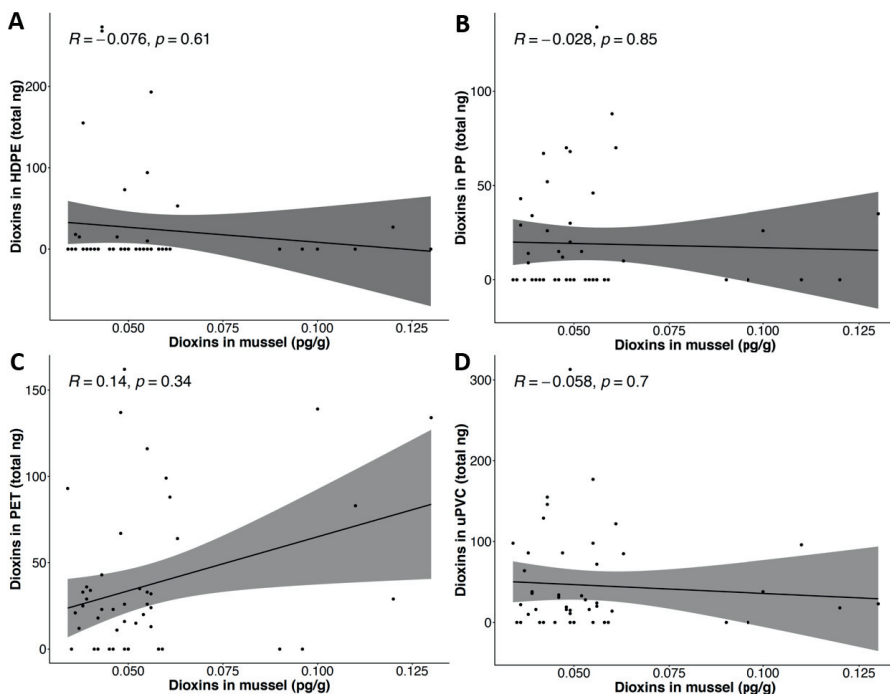 A
R = −0.076, p = 0.61
Dioxins in HDPE (total ng)
200
100
0
0.050 0.075 0.100 0.125
Dioxins in mussel (pg/g)
B
R = −0.028, p = 0.85
Dioxins in PP (total ng)
100
50
0
0.050 0.075 0.100 0.125
Dioxins in mussel (pg/g)
C
R = 0.14, p = 0.34
Dioxins in PET (total ng)
150
100
50
0
0.050 0.075 0.100 0.125
Dioxins in mussel (pg/g)
D
R = −0.058, p = 0.7
Dioxins in uPVC (total ng)
300
200
100
0
0.050 0.075 0.100 0.125
Dioxins in mussel (pg/g)